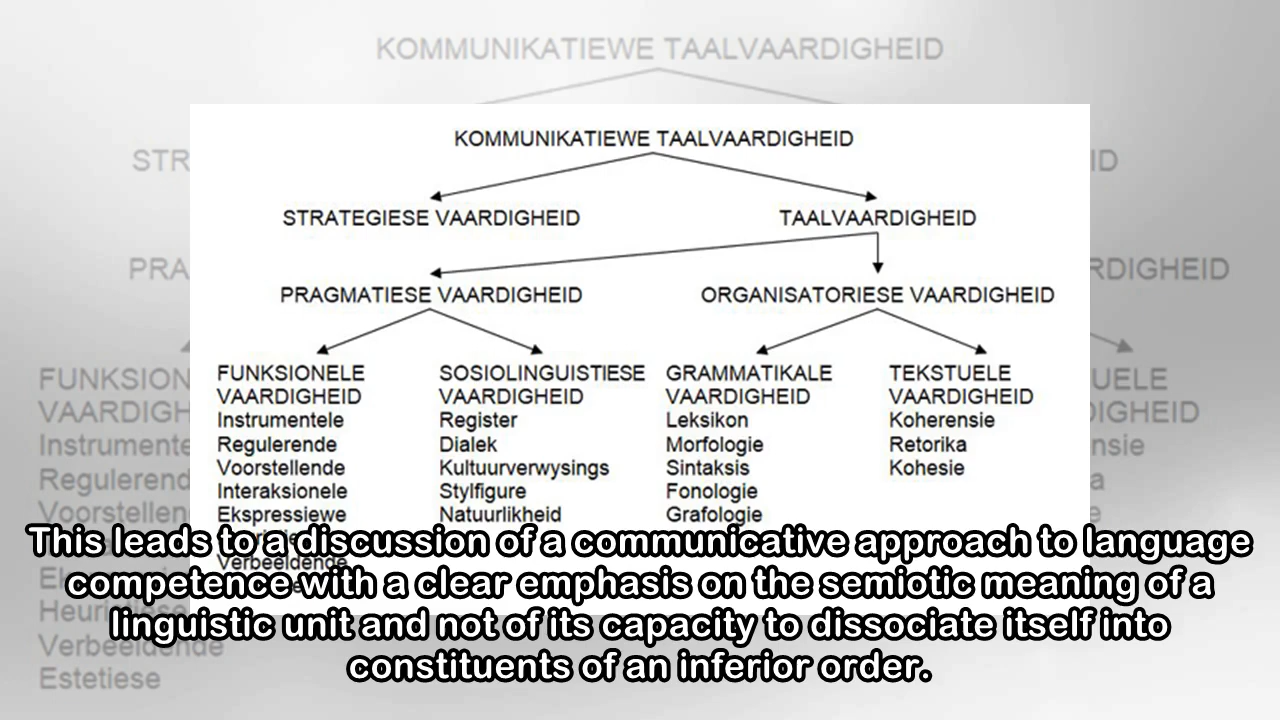 KOMMUNIKATIEWE TAALVAARDIGHEID
KOMMUNIKATIEWE TAALVAARDIGHEID
STRATEGIESE VAARDIGHEID
TAALVAARDIGHEID
PRAGMATIESE VAARDIGHEID
ORGANISATORIESE VAARDIGHEID
FUNKSIONELE
VAARDIGHEID
Instrumentele
Regulerende
Voorstellende
Interaksionele
Ekspressiewe
Verbeeldende
SOSIOLINGUISTIESE
VAARDIGHEID
Register
Dialek
Kultuurverwysings
Stylfigure
Natuurlikheid
GRAMMATIKALE
VAARDIGHEID
Leksikon
Morfologie
Sintaksis
Fonologie
Grafologie
TEKSTUELE
VAARDIGHEID
Koherensie
Retorika
Kohesie
This leads to a discussion of a communicative approach to language
competence with a clear emphasis on the semiotic meaning of a
linguistic unit and not of its capacity to dissociate itself into
constituents of an inferior order.
Heuristiese
Verbeeldende
Estetiese